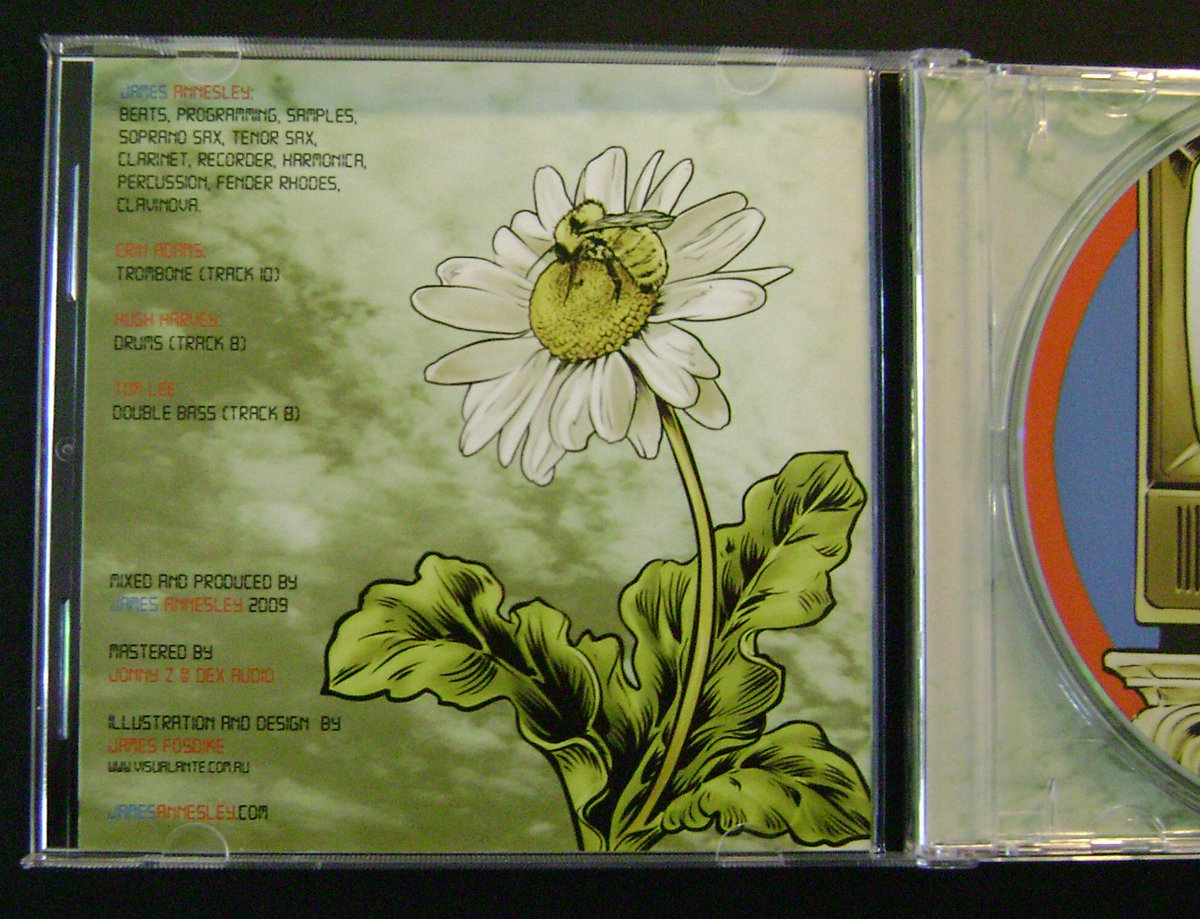 JAMES ANNESLEY:
BEATS, PROGRAMMING, SAMPLES,
SOPRANO SAX, TENOR SAX,
CLARINET, RECORDER, HARMONICA,
PERCUSSION, FENDER RHODES,
CLAVINOVA.
ERIN ADAMS:
TROMBONE (TRACK 10)
HUGH HARVEY:
DRUMS (TRACK 8)
TOM LEE:
DOUBLE BASS (TRACK 8)
MIXED AND PRODUCED BY
JAMES ANNESLEY 2009
MASTERED BY
JONNY Z @ DEX AUDIO
ILLUSTRATION AND DESIGN BY
JAMES FOSDIKE
WWW.VISUALANTE.COM.AU
JAMESANNESLEY.COM